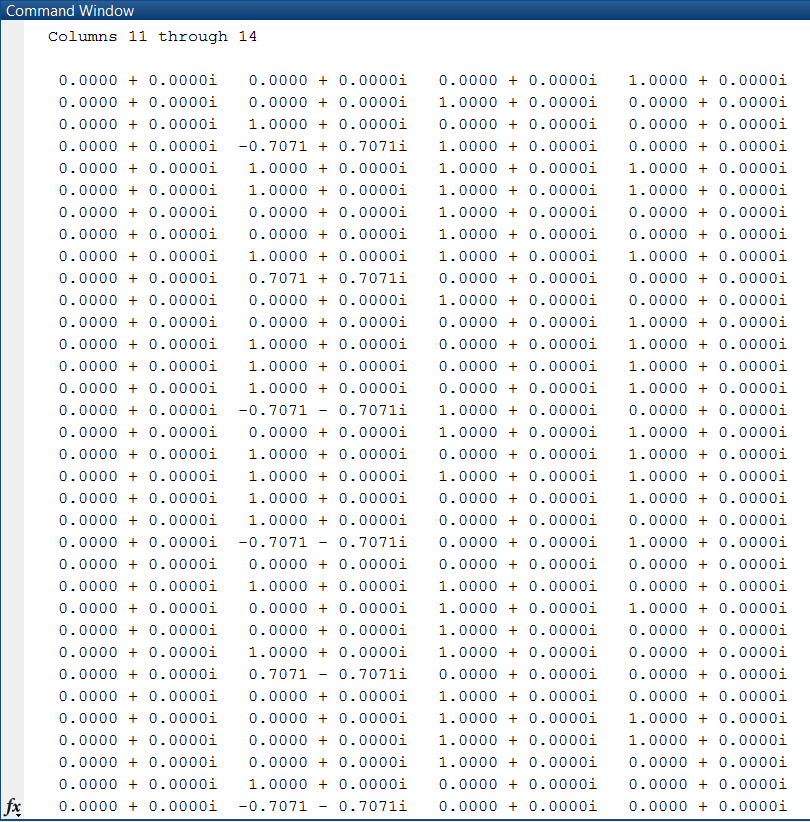 Command Window
Columns 11 through 14
0.0000 + 0.0000i 0.0000 + 0.0000i 0.0000 + 0.0000i 1.0000 + 0.0000i
0.0000 + 0.0000i 0.0000 + 0.0000i 1.0000 + 0.0000i 0.0000 + 0.0000i
0.0000 + 0.0000i 1.0000 + 0.0000i 0.0000 + 0.0000i 0.0000 + 0.0000i
0.0000 + 0.0000i -0.7071 + 0.7071i 1.0000 + 0.0000i 0.0000 + 0.0000i
0.0000 + 0.0000i 1.0000 + 0.0000i 1.0000 + 0.0000i 1.0000 + 0.0000i
0.0000 + 0.0000i 1.0000 + 0.0000i 1.0000 + 0.0000i 1.0000 + 0.0000i
0.0000 + 0.0000i 0.0000 + 0.0000i 1.0000 + 0.0000i 0.0000 + 0.0000i
0.0000 + 0.0000i 0.0000 + 0.0000i 1.0000 + 0.0000i 0.0000 + 0.0000i
0.0000 + 0.0000i 1.0000 + 0.0000i 1.0000 + 0.0000i 1.0000 + 0.0000i
0.0000 + 0.0000i 0.7071 + 0.7071i 0.0000 + 0.0000i 0.0000 + 0.0000i
0.0000 + 0.0000i 0.0000 + 0.0000i 1.0000 + 0.0000i 0.0000 + 0.0000i
0.0000 + 0.0000i 0.0000 + 0.0000i 0.0000 + 0.0000i 1.0000 + 0.0000i
0.0000 + 0.0000i 1.0000 + 0.0000i 0.0000 + 0.0000i 1.0000 + 0.0000i
0.0000 + 0.0000i 1.0000 + 0.0000i 0.0000 + 0.0000i 1.0000 + 0.0000i
0.0000 + 0.0000i 1.0000 + 0.0000i 0.0000 + 0.0000i 1.0000 + 0.0000i
0.0000 + 0.0000i -0.7071 - 0.7071i 1.0000 + 0.0000i 0.0000 + 0.0000i
0.0000 + 0.0000i 0.0000 + 0.0000i 1.0000 + 0.0000i 1.0000 + 0.0000i
0.0000 + 0.0000i 1.0000 + 0.0000i 0.0000 + 0.0000i 1.0000 + 0.0000i
0.0000 + 0.0000i 1.0000 + 0.0000i 1.0000 + 0.0000i 1.0000 + 0.0000i
0.0000 + 0.0000i 1.0000 + 0.0000i 0.0000 + 0.0000i 1.0000 + 0.0000i
0.0000 + 0.0000i 1.0000 + 0.0000i 0.0000 + 0.0000i 0.0000 + 0.0000i
0.0000 + 0.0000i -0.7071 - 0.7071i 0.0000 + 0.0000i 1.0000 + 0.0000i
0.0000 + 0.0000i 0.0000 + 0.0000i 0.0000 + 0.0000i 0.0000 + 0.0000i
0.0000 + 0.0000i 1.0000 + 0.0000i 1.0000 + 0.0000i 0.0000 + 0.0000i
0.0000 + 0.0000i 0.0000 + 0.0000i 1.0000 + 0.0000i 1.0000 + 0.0000i
0.0000 + 0.0000i 0.0000 + 0.0000i 1.0000 + 0.0000i 0.0000 + 0.0000i
0.0000 + 0.0000i 1.0000 + 0.0000i 1.0000 + 0.0000i 0.0000 + 0.0000i
0.0000 + 0.0000i 0.7071 - 0.7071i 0.0000 + 0.0000i 0.0000 + 0.0000i
0.0000 + 0.0000i 0.0000 + 0.0000i 1.0000 + 0.0000i 0.0000 + 0.0000i
0.0000 + 0.0000i 0.0000 + 0.0000i 1.0000 + 0.0000i 1.0000 + 0.0000i
0.0000 + 0.0000i 0.0000 + 0.0000i 1.0000 + 0.0000i 1.0000 + 0.0000i
0.0000 + 0.0000i 0.0000 + 0.0000i 1.0000 + 0.0000i 0.0000 + 0.0000i
0.0000 + 0.0000i 1.0000 + 0.0000i 0.0000 + 0.0000i 0.0000 + 0.0000i
fx 0.0000 + 0.0000i -0.7071 - 0.7071i 0.0000 + 0.0000i 0.0000 + 0.0000i